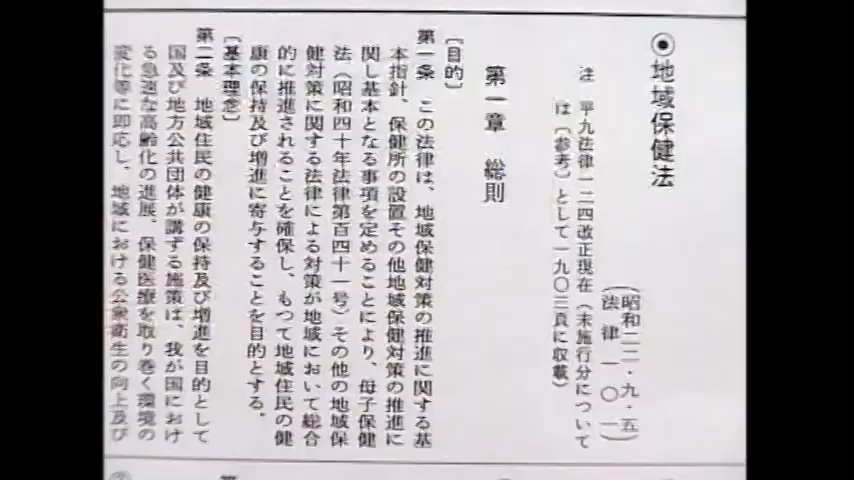 ◉地域保健法
(昭和二二・九・五
法律一〇一)
注 平九法律一二四改正現在(未施行分について
は〔参考〕として一九〇三頁に収載)
第一章 総則
〔目的〕
第一条 この法律は、地域保健対策の推進に関する基
本指針、保健所の設置その他地域保健対策の推進に
関し基本となる事項を定めることにより、母子保健
法(昭和四十年法律第百四十一号)その他の地域保
健対策に関する法律による対策が地域において総合
的に推進されることを確保し、もつて地域住民の健
康の保持及び増進に寄与することを目的とする。
〔基本理念〕
第二条 地域住民の健康の保持及び増進を目的として
国及び地方公共団体が講ずる施策は、我が国におけ
る急速な高齢化の進展、保健医療を取り巻く環境の
変化等に即応し、地域における公衆衛生の向上及び